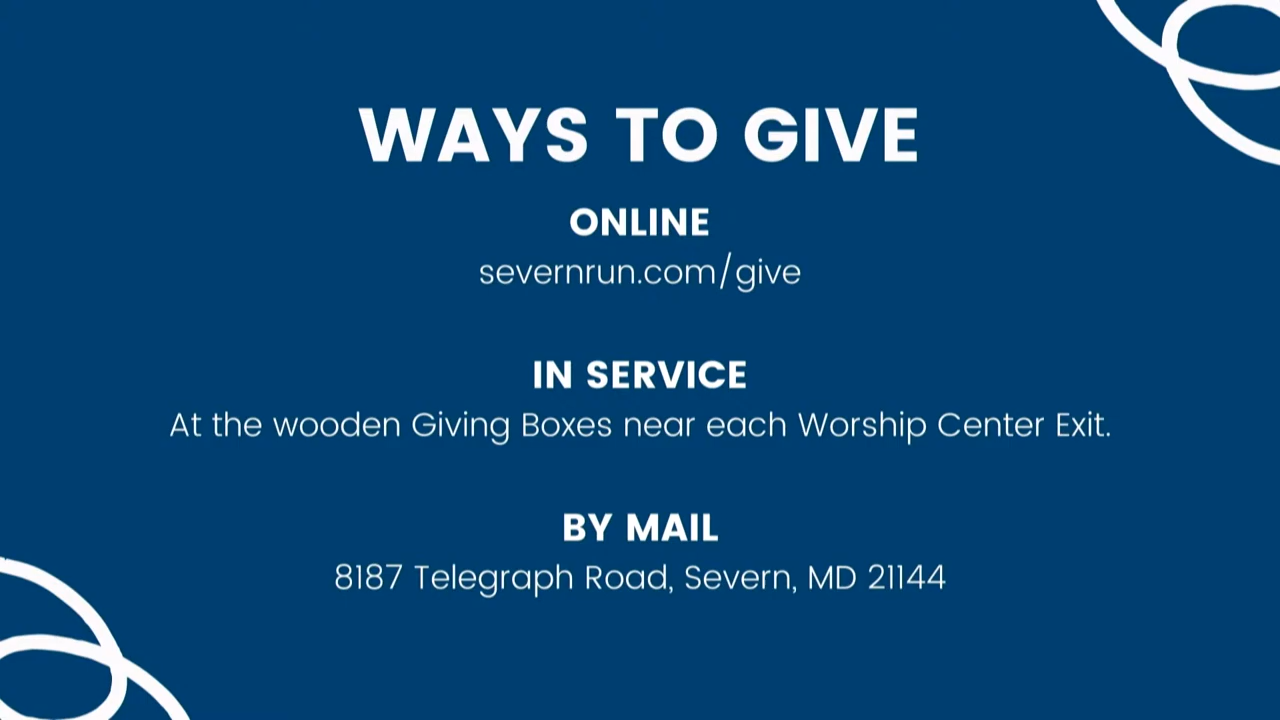 WAYS TO GIVE
ONLINE
severnrun.com/give
IN SERVICE
At the wooden Giving Boxes near each Worship Center Exit.
BY MAIL
8187 Telegraph Road, Severn, MD 21144